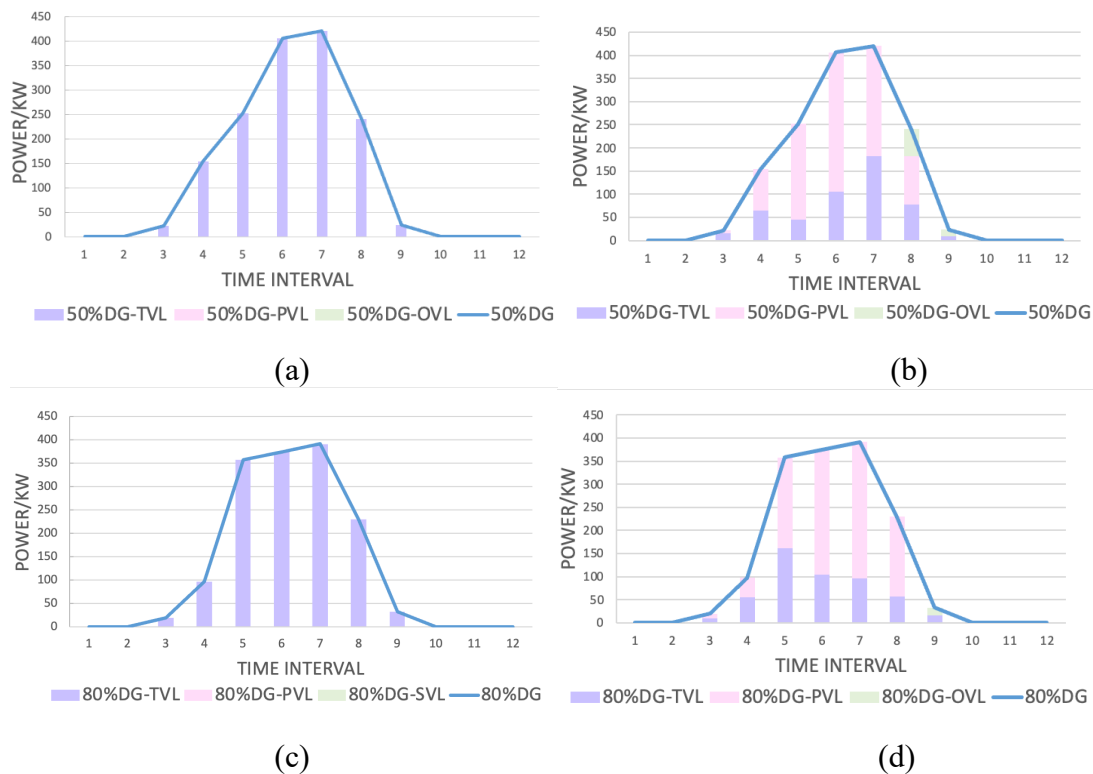 450
400
350
300
250
200
150
100
50
0
POWER/KW
1 2 3 4 5 6 7 8 9 10 11 12
TIME INTERVAL
50%DG-TVL 50%DG-PVL 50%DG-OVL 50%DG
(a)
450
400
350
300
250
200
150
100
50
0
POWER/KW
1 2 3 4 5 6 7 8 9 10 11 12
TIME INTERVAL
50%DG-TVL 50%DG-PVL 50%DG-OVL 50%DG
(b)
450
400
350
300
250
200
150
100
50
0
POWER/KW
1 2 3 4 5 6 7 8 9 10 11 12
TIME INTERVAL
80%DG-TVL 80%DG-PVL 80%DG-SVL 80%DG
(c)
450
400
350
300
250
200
150
100
50
0
POWER/KW
1 2 3 4 5 6 7 8 9 10 11 12
TIME INTERVAL
80%DG-TVL 80%DG-PVL 80%DG-OVL 80%DG
(d)